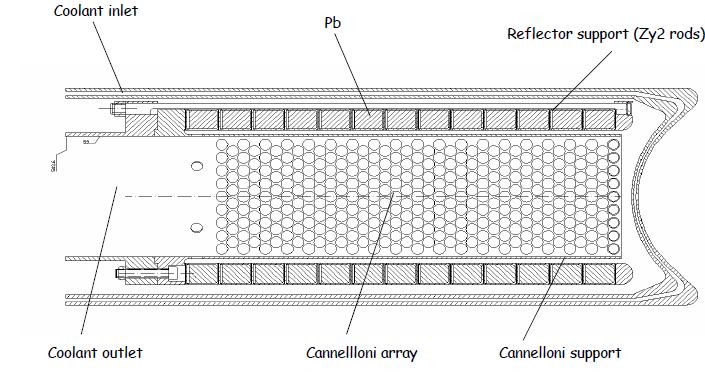 Coolant inlet
Pb
Reflector support (Zy2 rods)
Coolant outlet
Cannellloni array
Cannelloni support